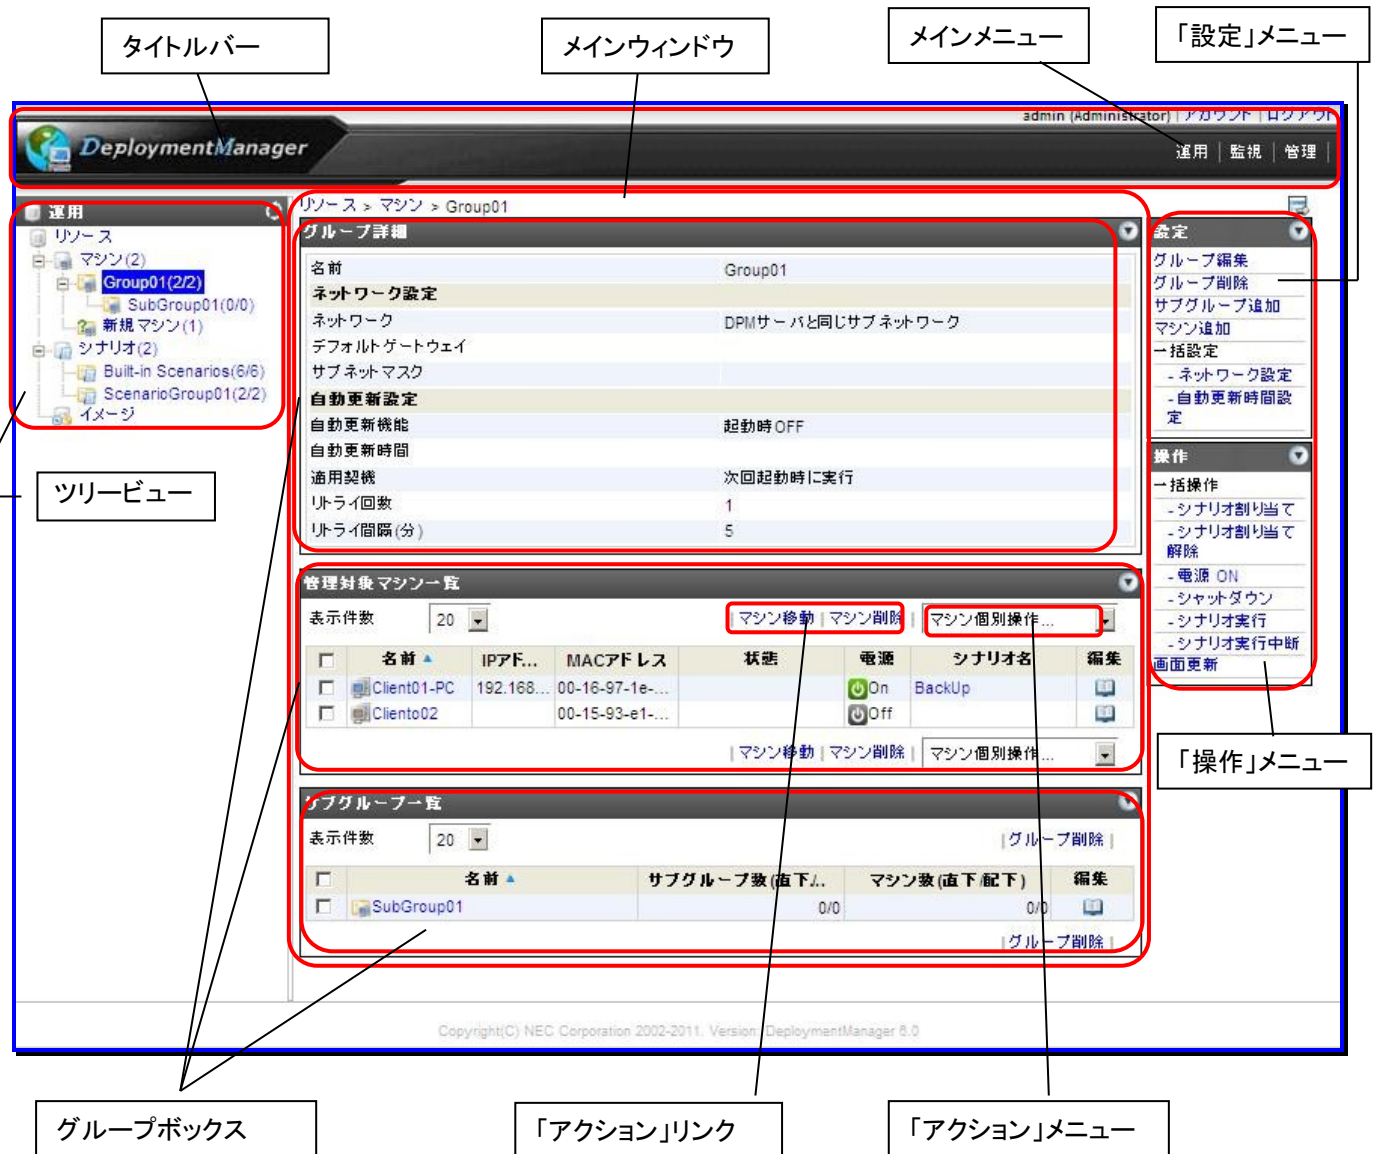 タイトルバー
メインウィンドウ
メインメニュー
「設定」メニュー
admin (Administrator) | アカウント | ログアウト
DeploymentManager
運用 | 監視 | 管理 |
運用
リソース
マシン(2)
Group01(2/2)
SubGroup01(0/0)
新規マシン(1)
シナリオ(2)
Built-in Scenarios(6/6)
ScenarioGroup01(2/2)
イメージ
ツリービュー
リソース > マシン > Group01
グループ詳細
名前 Group01
ネットワーク設定
ネットワーク DPMサーバと同じサブネットワーク
デフォルトゲートウェイ
サブネットマスク
自動更新設定
自動更新機能 起動時OFF
自動更新時間
適用契機 次回起動時に実行
リトライ回数 1
リトライ間隔(分) 5
管理対象マシン一覧
表示件数 20 | マシン移動 | マシン削除 | マシン個別操作...
名前 IPアド... MACアドレス 状態 電源 シナリオ名 編集
Client01-PC 192.168... 00-16-97-1e-... On BackUp
Cliento02 00-15-93-e1-... Off
| マシン移動 | マシン削除 | マシン個別操作...
サブグループ一覧
表示件数 20 | グループ削除 |
名前 サブグループ数(直下/... マシン数(直下/配下) 編集
SubGroup01 0/0 0/0
| グループ削除 |
設定
グループ編集
グループ削除
サブグループ追加
マシン追加
一括設定
- ネットワーク設定
- 自動更新時間設
定
操作
一括操作
- シナリオ割り当て
- シナリオ割り当て
解除
- 電源 ON
- シャットダウン
- シナリオ実行
- シナリオ実行中断
画面更新
「操作」メニュー
Copyright(C) NEC Corporation 2002-2011. Version: DeploymentManager 6.0
グループボックス
「アクション」リンク
「アクション」メニュー